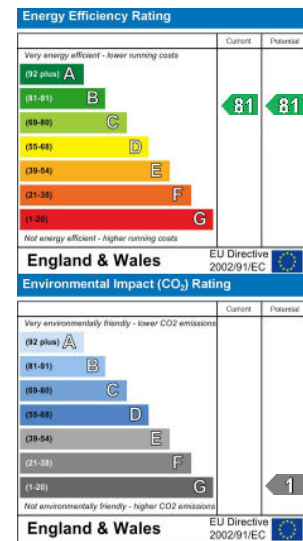 Energy Efficiency Rating
Current Potential
Very energy efficient - lower running costs
(92 plus) A
(81-91) B
81 81
(69-80) C
(55-68) D
(39-54) E
(21-38) F
(1-20) G
Not energy efficient - higher running costs
England & Wales
EU Directive
2002/91/EC
Environmental Impact (CO₂) Rating
Current Potential
Very environmentally friendly - lower CO2 emissions
(92 plus) A
(81-91) B
(69-80) C
(55-68) D
(39-54) E
(21-38) F
(1-20) G
1
Not environmentally friendly - higher CO2 emissions
England & Wales
EU Directive
2002/91/EC